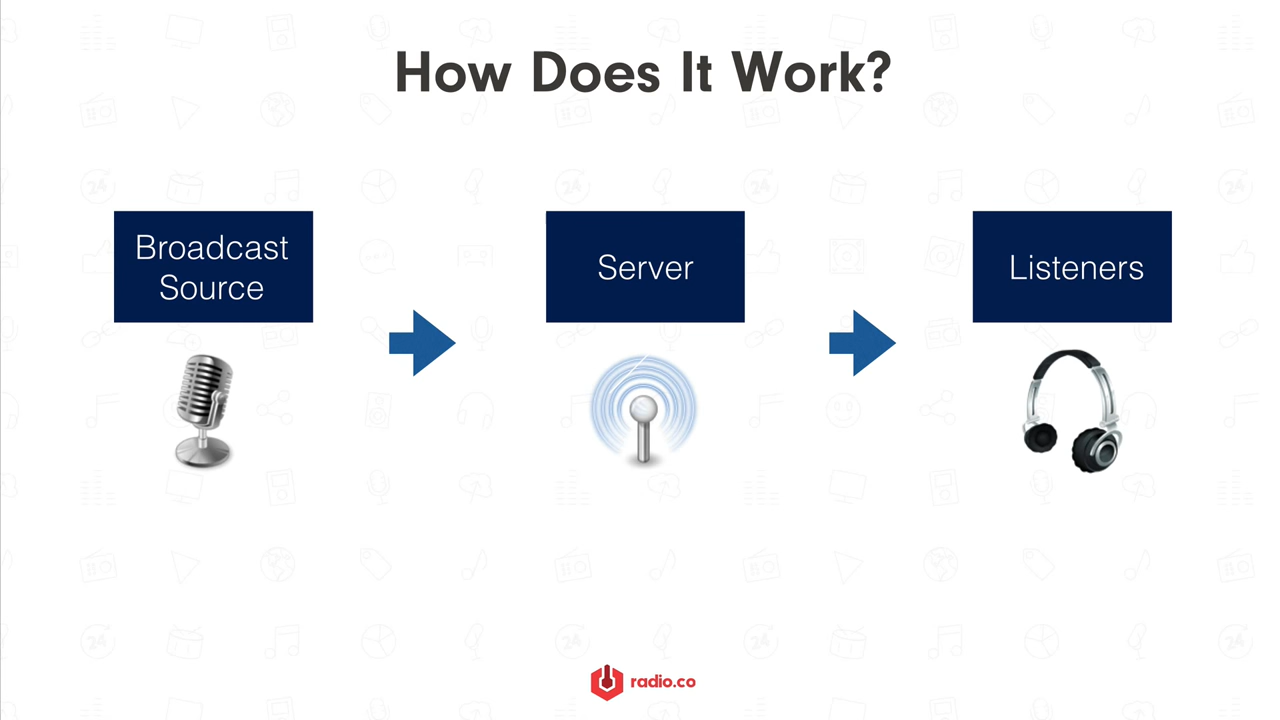 How Does It Work?
Broadcast
Source
Server
Listeners
radio.co